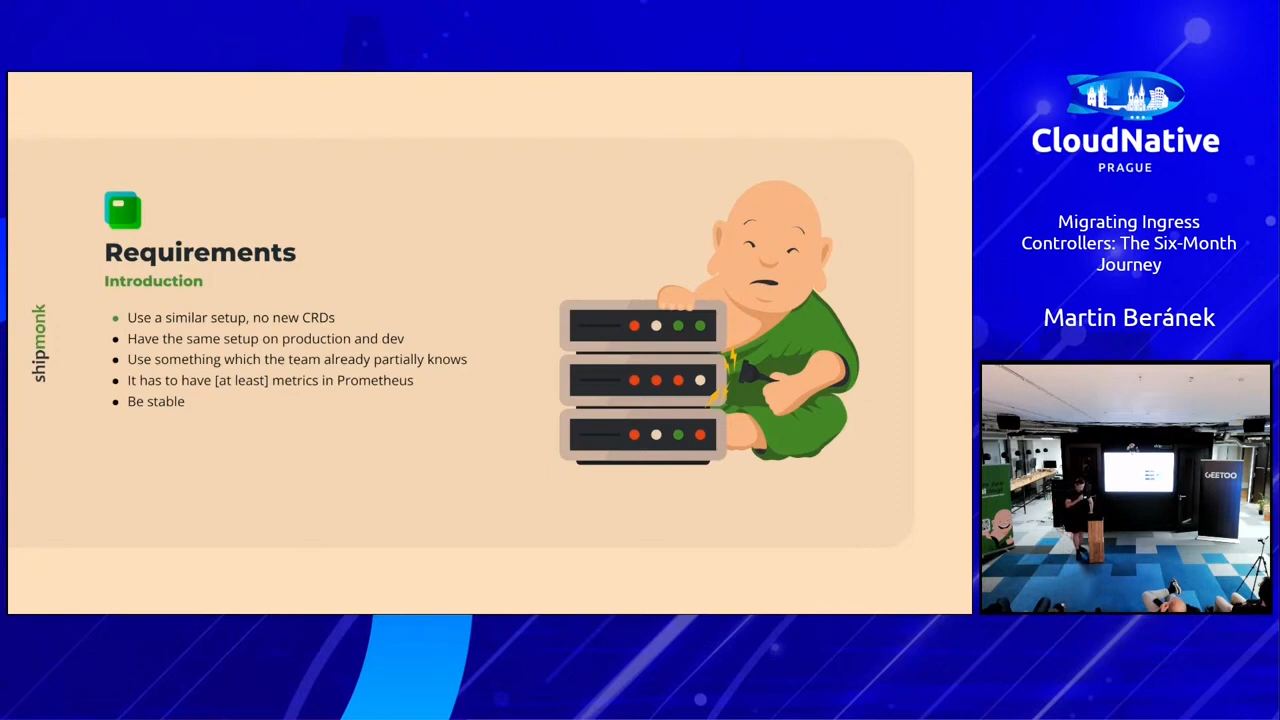 shipmonk
Requirements
Introduction
Use a similar setup, no new CRDs
Have the same setup on production and dev
Use something which the team already partially knows
It has to have [at least] metrics in Prometheus
Be stable
CloudNative
PRAGUE
Migrating Ingress
Controllers: The Six-Month
Journey
Martin Beránek
GEETOO